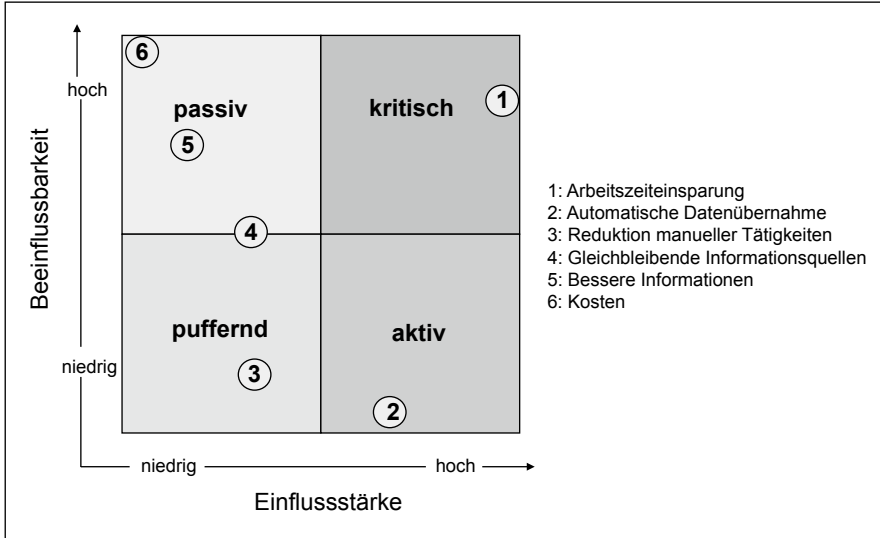 6
hoch
passiv
kritisch
1
5
Beeinflussbarkeit
1: Arbeitszeiteinsparung
2: Automatische Datenübernahme
3: Reduktion manueller Tätigkeiten
4: Gleichbleibende Informationsquellen
5: Bessere Informationen
6: Kosten
4
puffernd
aktiv
niedrig
3
2
niedrig
hoch
Einflussstärke